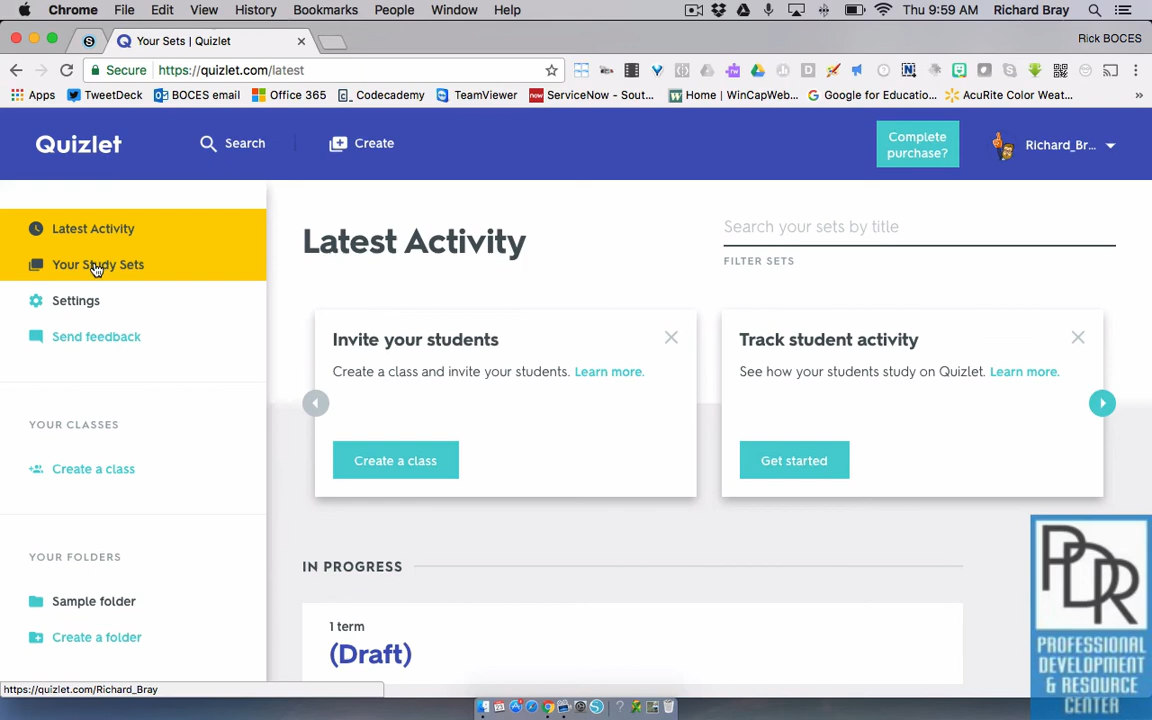 Chrome File Edit View History Bookmarks People Window Help Thu 9:59 AM Richard Bray
Your Sets | Quizlet Rick BOCES
Secure https://quizlet.com/latest
Apps TweetDeck BOCES email Office 365 Codecademy TeamViewer ServiceNow - Sout... Home | WinCapWeb... Google for Educatio... AcuRite Color Weat... »
Quizlet Search Create Complete purchase? Richard_Br...
Latest Activity
Your Study Sets
Settings
Send feedback
YOUR CLASSES
Create a class
YOUR FOLDERS
Sample folder
Create a folder
Latest Activity
Search your sets by title
FILTER SETS
Invite your students
Create a class and invite your students. Learn more.
Create a class
Track student activity
See how your students study on Quizlet. Learn more.
Get started
IN PROGRESS
1 term
(Draft)
https://quizlet.com/Richard_Bray
PDR
PROFESSIONAL
DEVELOPMENT
& RESOURCE
CENTER